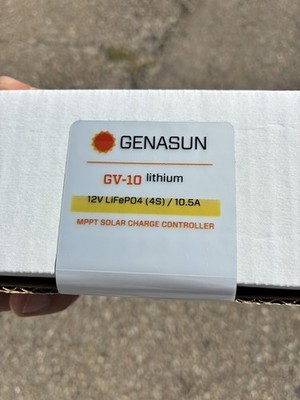 GENASUN
GV-10 lithium
12V LiFePO4 (4S) / 10.5A
MPPT SOLAR CHARGE CONTROLLER